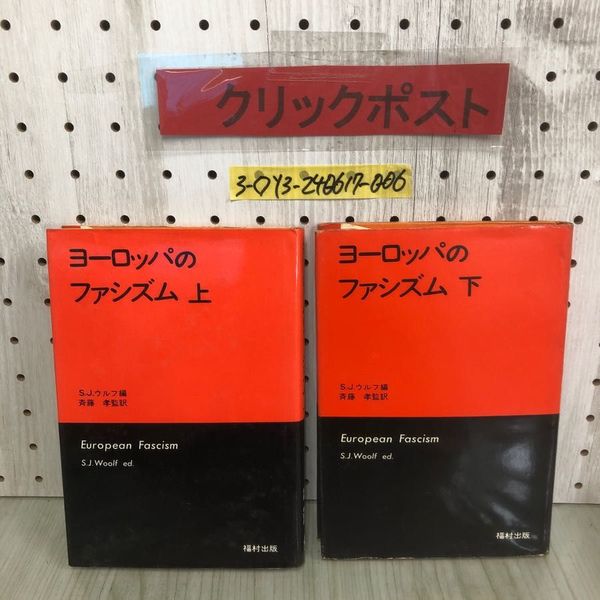 クリックポスト
3-◇Y3-240617-A06
ヨーロッパの
ファシズム 上
S.J.ウルフ編
斉藤 孝監訳
European Fascism
S.J.Woolf ed.
福村出版
ヨーロッパの
ファシズム 下
S.J.ウルフ編
斉藤 孝監訳
European Fascism
S.J.Woolf ed.
福村出版